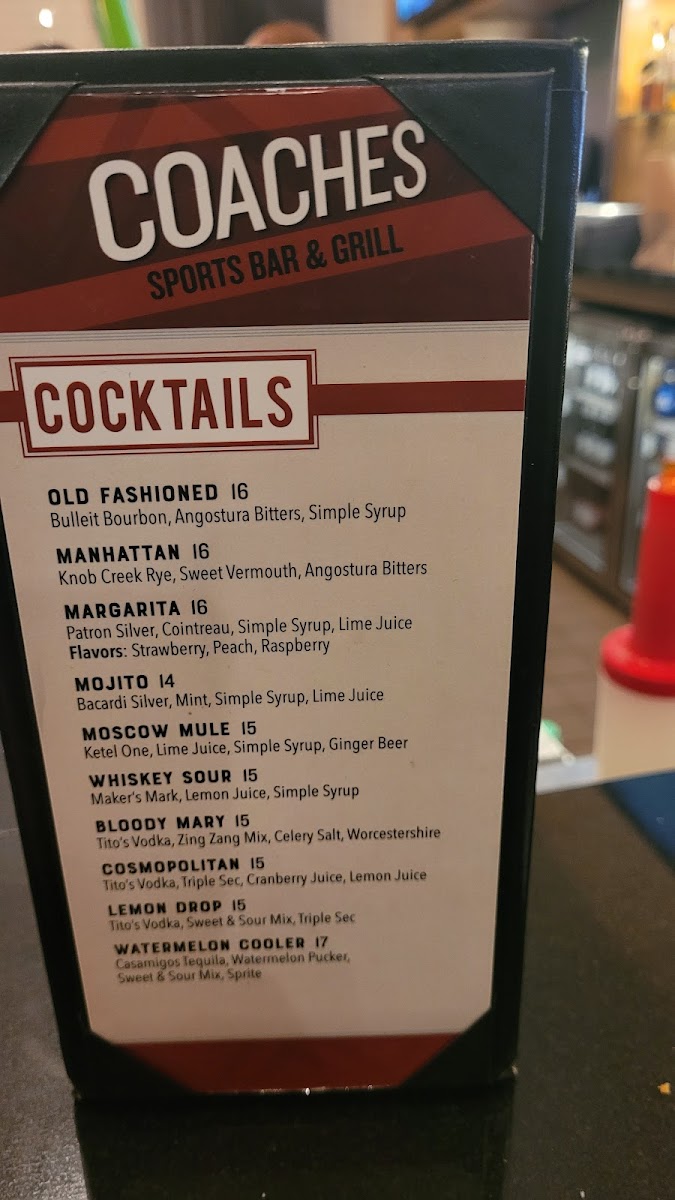 COACHES
SPORTS BAR & GRILL
COCKTAILS
OLD FASHIONED 16
Bulleit Bourbon, Angostura Bitters, Simple Syrup
MANHATTAN 16
Knob Creek Rye, Sweet Vermouth, Angostura Bitters
MARGARITA 16
Patron Silver, Cointreau, Simple Syrup, Lime Juice
Flavors: Strawberry, Peach, Raspberry
MOJITO 14
Bacardi Silver, Mint, Simple Syrup, Lime Juice
MOSCOW MULE 15
Ketel One, Lime Juice, Simple Syrup, Ginger Beer
WHISKEY SOUR 15
Maker's Mark, Lemon Juice, Simple Syrup
BLOODY MARY 15
Tito's Vodka, Zing Zang Mix, Celery Salt, Worcestershire
COSMOPOLITAN 15
Tito's Vodka, Triple Sec, Cranberry Juice, Lemon Juice
LEMON DROP 15
Tito's Vodka, Sweet & Sour Mix, Triple Sec
WATERMELON COOLER 17
Casamigos Tequila, Watermelon Pucker,
Sweet & Sour Mix, Sprite